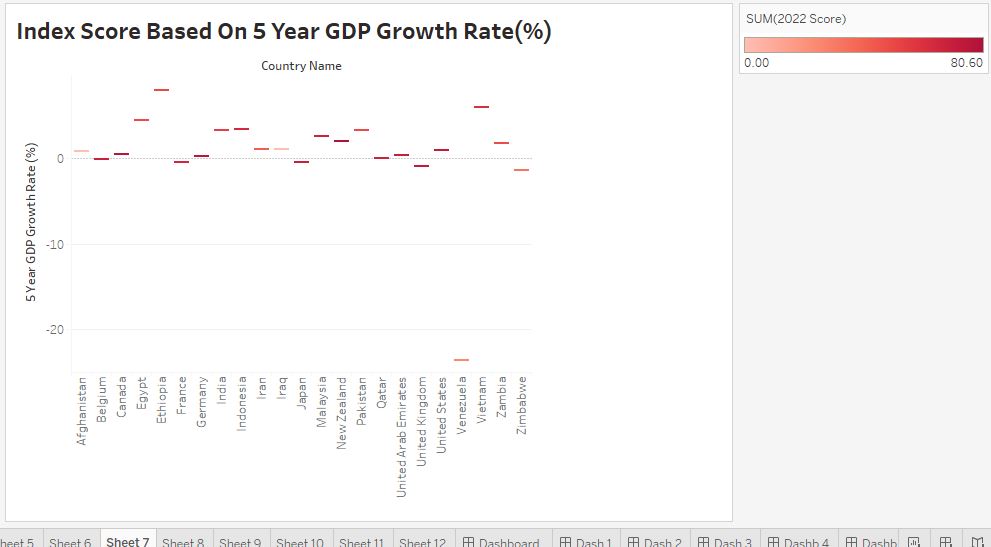 Index Score Based On 5 Year GDP Growth Rate(%)
SUM(2022 Score)
0.00 80.60
Country Name
5 Year GDP Growth Rate (%)
0
-10
-20
Afghanistan
Belgium
Canada
Egypt
Ethiopia
France
Germany
India
Indonesia
Iran
Iraq
Japan
Malaysia
New Zealand
Pakistan
Qatar
United Arab Emirates
United Kingdom
United States
Venezuela
Vietnam
Zambia
Zimbabwe
heet 5 Sheet 6 Sheet 7 Sheet 8 Sheet 9 Sheet 10 Sheet 11 Sheet 12 Dashboard Dash 1 Dash 2 Dash 3 Dashb 4 Dashb